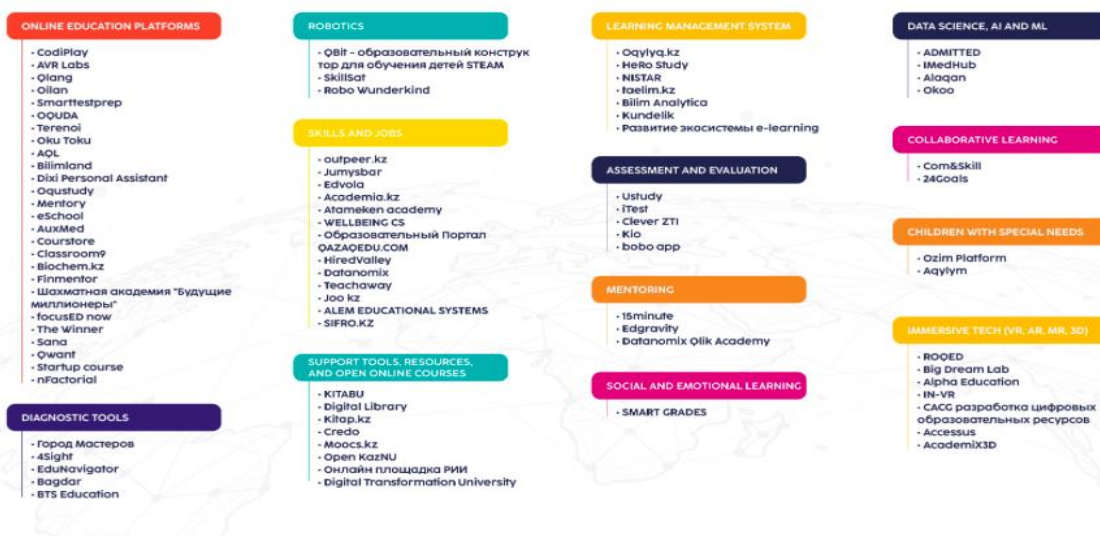 ONLINE EDUCATION PLATFORMS
- CodiPlay
- AVR Labs
- Qlang
- Oilan
- Smarttestprep
- OQUDA
- Terenoi
- Oku Toku
- AQL
- Bilimland
- Dixi Personal Assistant
- Oqustudy
- Mentory
- eSchool
- AuxMed
- Courstore
- Classroom9
- Biochem.kz
- Finmentor
- Шахматная академия "Будущие
миллионеры"
- focusED now
- The Winner
- Sana
- Qwant
- Startup course
- nFactorial
DIAGNOSTIC TOOLS
- Город Мастеров
- 4Sight
- EduNavigator
- Bagdar
- BTS Education
ROBOTICS
- QBit - образовательный конструк
тор для обучения детей STEAM
- SkillSat
- Robo Wunderkind
SKILLS AND JOBS
- outpeer.kz
- Jumysbar
- Edvola
- Academia.kz
- Atameken academy
- WELLBEING CS
- Образовательный Портал
QAZAQEDU.COM
- HiredValley
- Datanomix
- Teachaway
- Joo kz
- ALEM EDUCATIONAL SYSTEMS
- SIFRO.KZ
SUPPORT TOOLS, RESOURCES,
AND OPEN ONLINE COURSES
- KITABU
- Digital Library
- Kitap.kz
- Credo
- Moocs.kz
- Open KazNU
- Онлайн площадка РИИ
- Digital Transformation University
LEARNING MANAGEMENT SYSTEM
- Oqylyq.kz
- HeRo Study
- NISTAR
- taelim.kz
- Bilim Analytica
- Kundelik
- Развитие экосистемы e-learning
ASSESSMENT AND EVALUATION
- Ustudy
- iTest
- Clever ZTI
- Kio
- bobo app
MENTORING
- 15minute
- Edgravity
- Datanomix Qlik Academy
SOCIAL AND EMOTIONAL LEARNING
- SMART GRADES
DATA SCIENCE, AI AND ML
- ADMITTED
- IMedHub
- Alaqan
- Okoo
COLLABORATIVE LEARNING
- Com&Skill
- 24Goals
CHILDREN WITH SPECIAL NEEDS
- Ozim Platform
- Aqylym
IMMERSIVE TECH (VR, AR, MR, 3D)
- ROQED
- Big Dream Lab
- Alpha Education
- IN-VR
- CACG разработка цифровых
образовательных ресурсов
- Accessus
- AcademiX3D